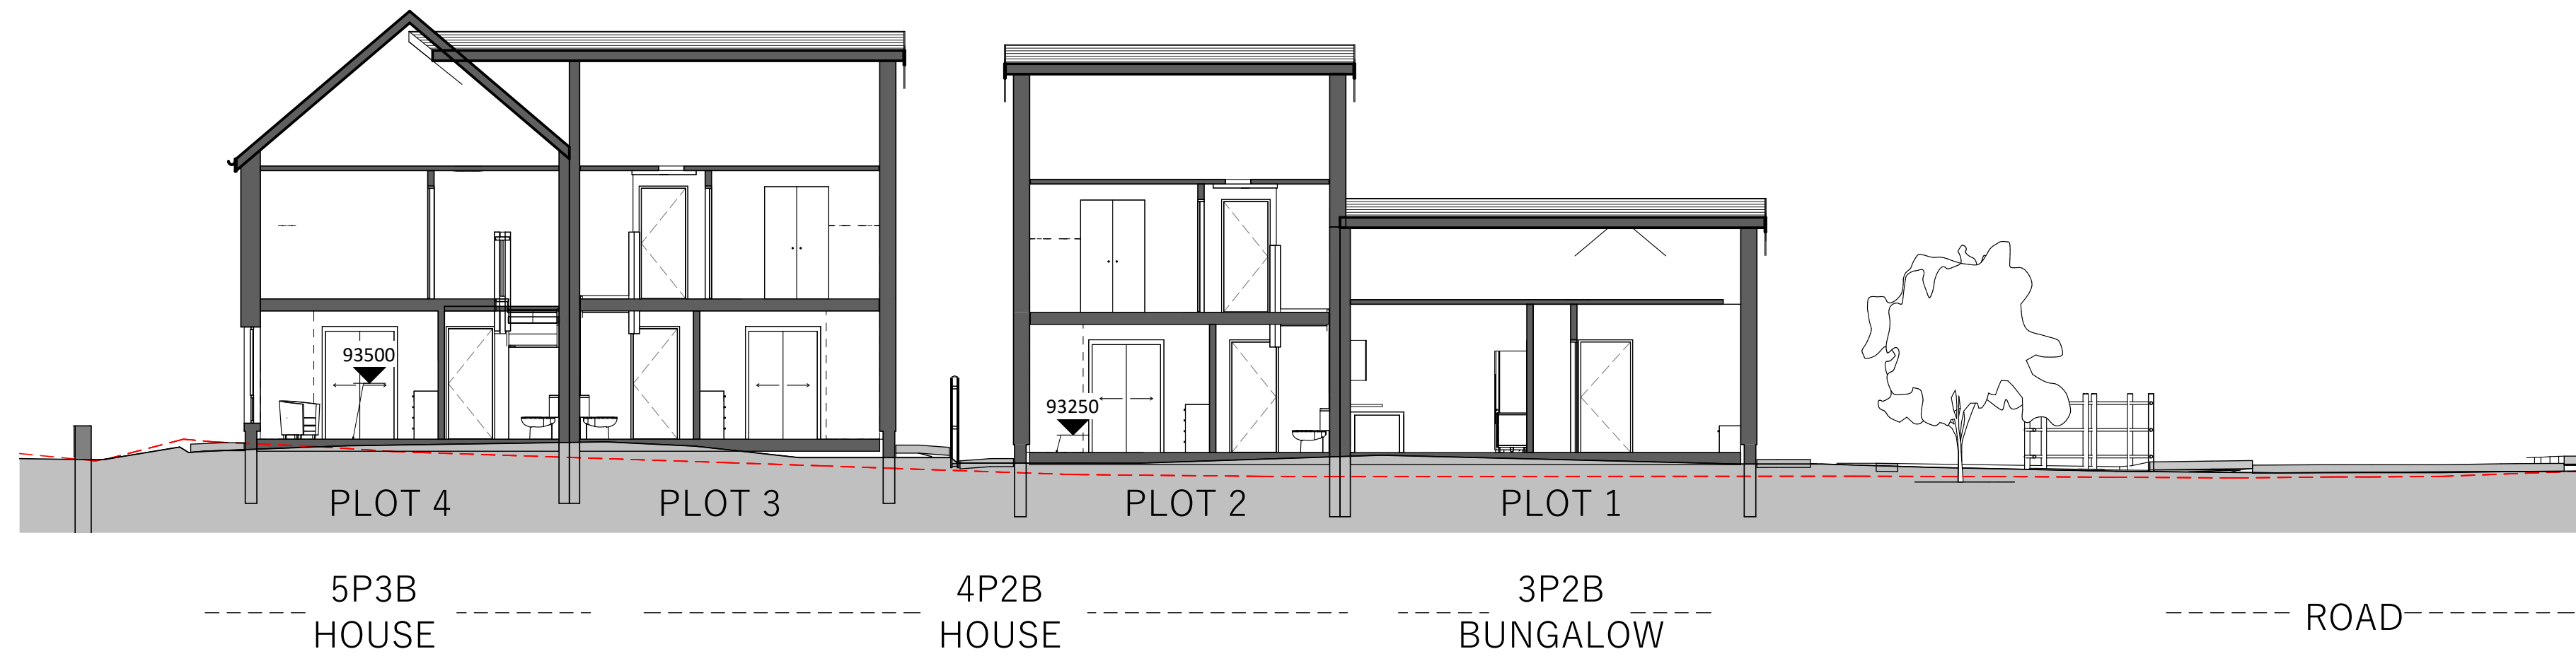 93500
93250
PLOT 4
PLOT 3
PLOT 2
PLOT 1
5P3B
HOUSE
4P2B
HOUSE
3P2B
BUNGALOW
ROAD